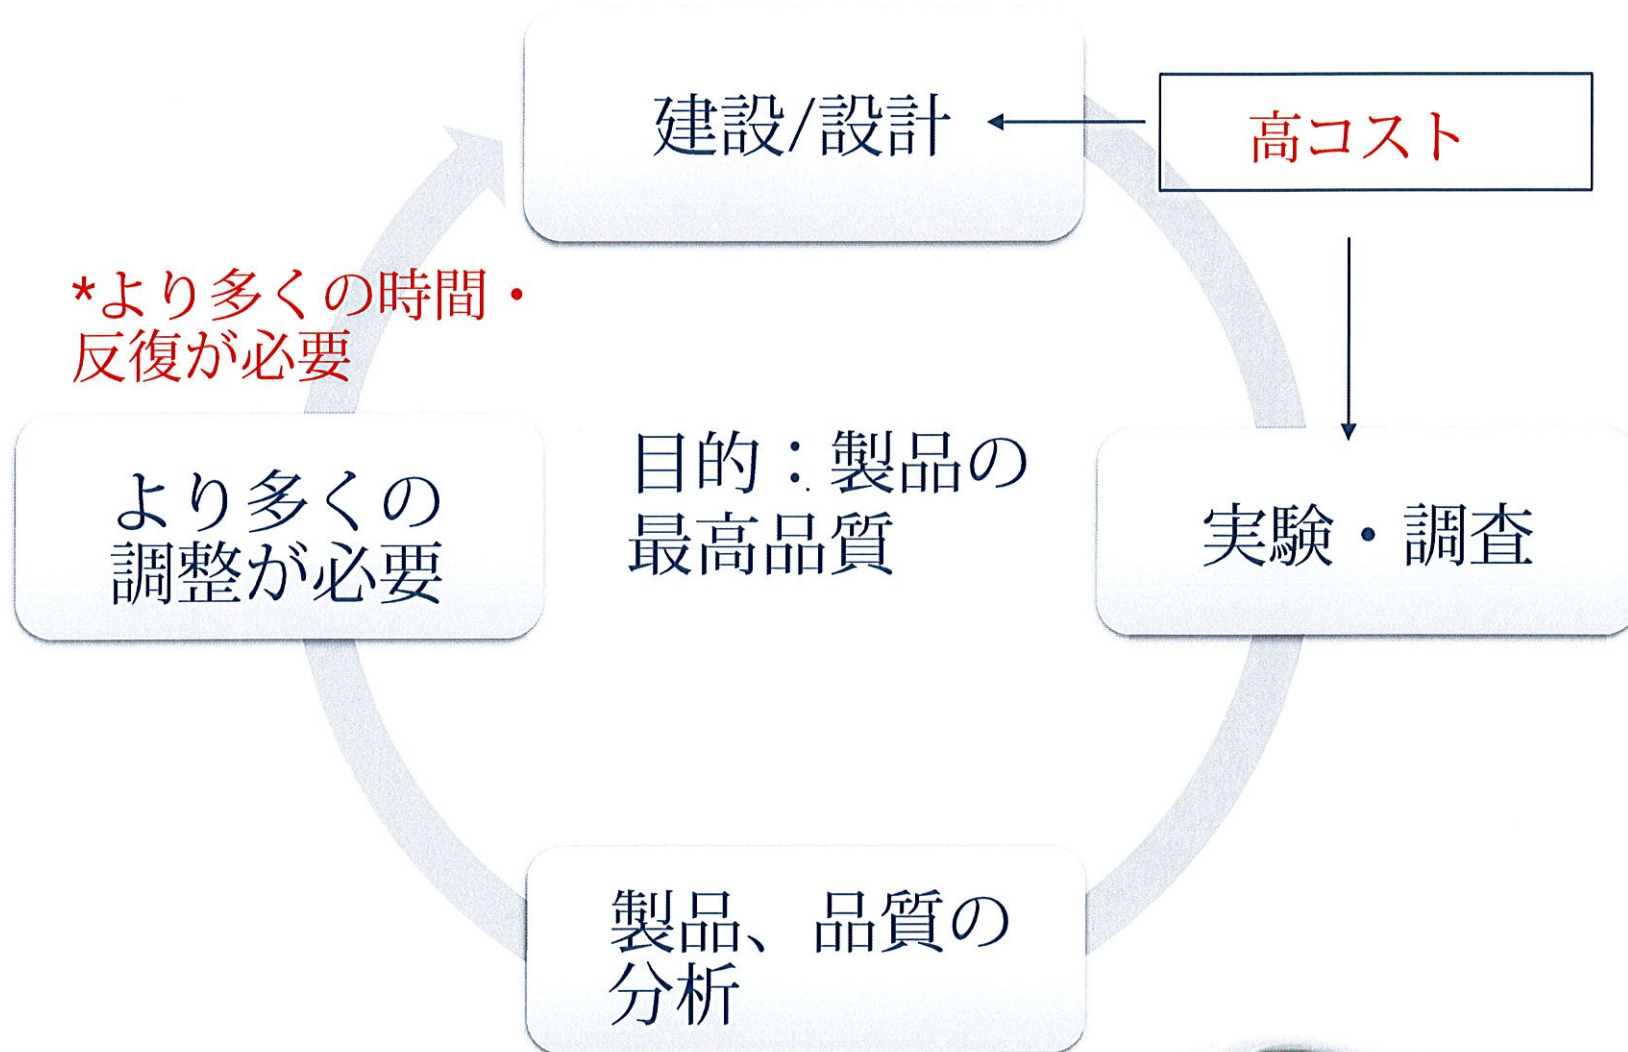 建設/設計
高コスト
*より多くの時間・
反復が必要
より多くの
調整が必要
目的：製品の
最高品質
実験・調査
製品、品質の
分析